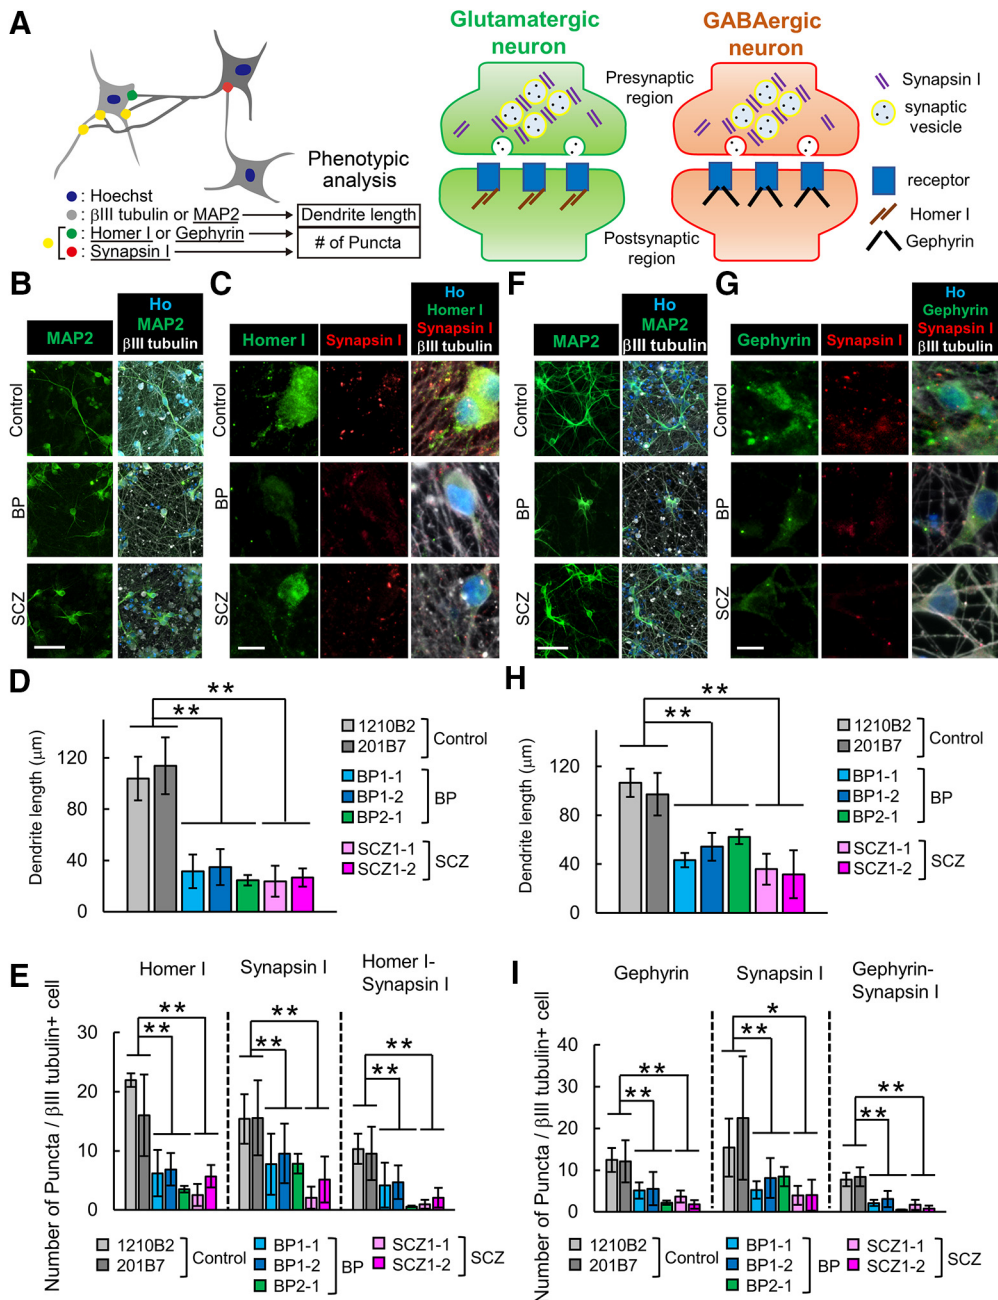 A
Glutamatergic
neuron
GABAergic
neuron
Presynaptic
region
Postsynaptic
region
Synapsin I
synaptic
vesicle
receptor
Homer I
Gephyrin
Phenotypic
analysis
: Hoechst
: βIII tubulin or MAP2
Dendrite length
: Homer I or Gephyrin
: Synapsin I
# of Puncta
B
MAP2
Ho
MAP2
βIII tubulin
Control
BP
SCZ
C
Homer I
Synapsin I
Ho
Homer I
Synapsin I
βIII tubulin
Control
BP
SCZ
F
MAP2
Ho
MAP2
βIII tubulin
Control
BP
SCZ
G
Gephyrin
Synapsin I
Ho
Gephyrin
Synapsin I
βIII tubulin
Control
BP
SCZ
D
Dendrite length (μm)
120
80
40
0
**
**
1210B2
201B7
Control
BP1-1
BP1-2
BP2-1
BP
SCZ1-1
SCZ1-2
SCZ
H
Dendrite length (μm)
120
80
40
0
**
**
1210B2
201B7
Control
BP1-1
BP1-2
BP2-1
BP
SCZ1-1
SCZ1-2
SCZ
E
Number of Puncta / βIII tubulin+ cell
30
20
10
0
Homer I
**
**
Synapsin I
**
**
Homer I-
Synapsin I
**
**
1210B2
201B7
Control
BP1-1
BP1-2
BP2-1
BP
SCZ1-1
SCZ1-2
SCZ
I
Number of Puncta / βIII tubulin+ cell
40
30
20
10
0
Gephyrin
**
**
Synapsin I
*
**
Gephyrin-
Synapsin I
**
**
1210B2
201B7
Control
BP1-1
BP1-2
BP2-1
BP
SCZ1-1
SCZ1-2
SCZ